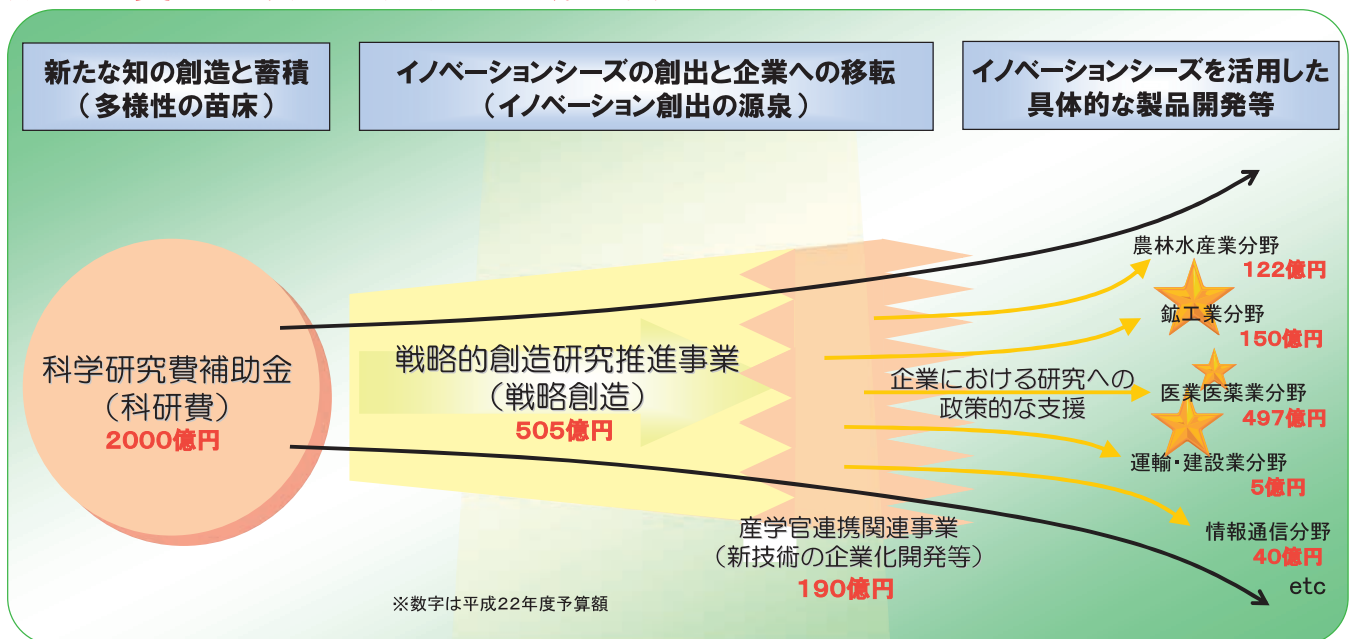 新たな知の創造と蓄積
（多様性の苗床）
イノベーションシーズの創出と企業への移転
（イノベーション創出の源泉）
イノベーションシーズを活用した
具体的な製品開発等
科学研究費補助金
（科研費）
2000億円
戦略的創造研究推進事業
（戦略創造）
505億円
産学官連携関連事業
（新技術の企業化開発等）
190億円
企業における研究への
政策的な支援
農林水産業分野
122億円
鉱工業分野
150億円
医業医薬業分野
497億円
運輸・建設業分野
5億円
情報通信分野
40億円
etc
※数字は平成22年度予算額